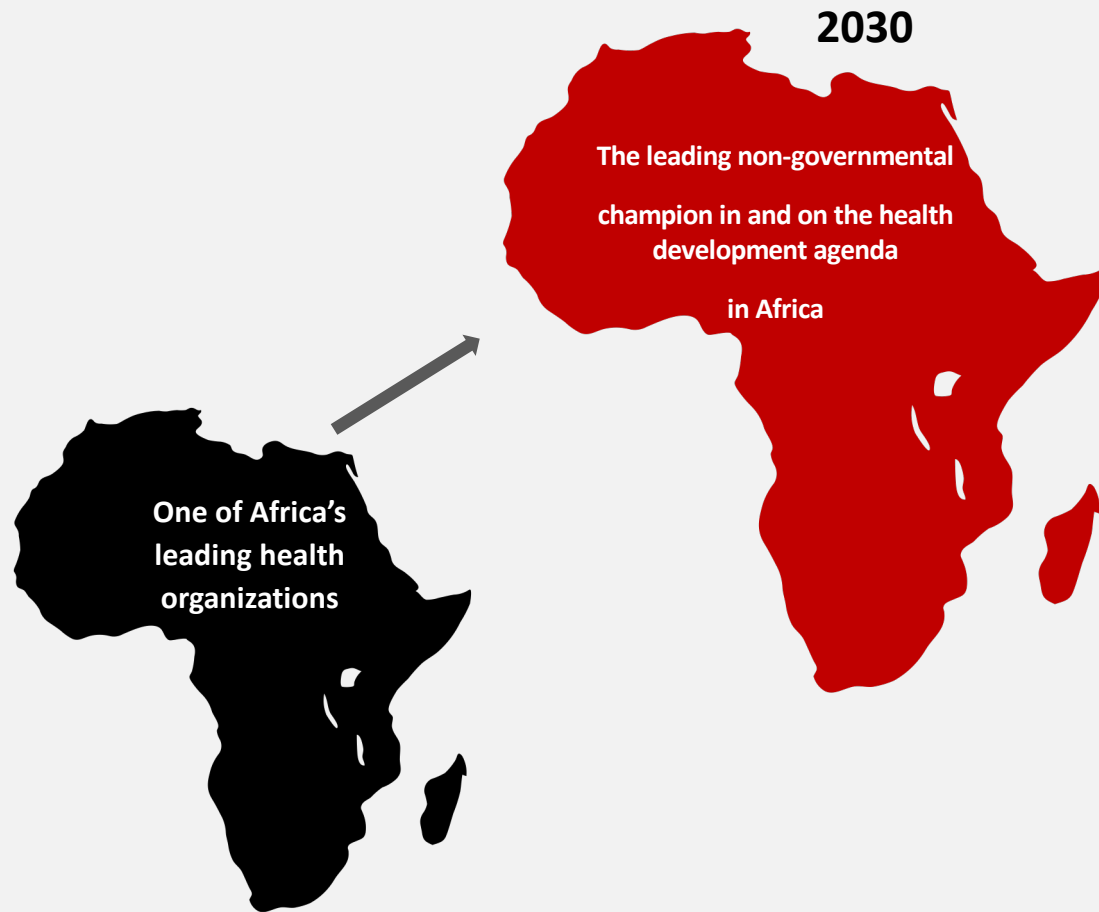 2030
The leading non-governmental
champion in and on the health
development agenda
in Africa
One of Africa’s
leading health
organizations